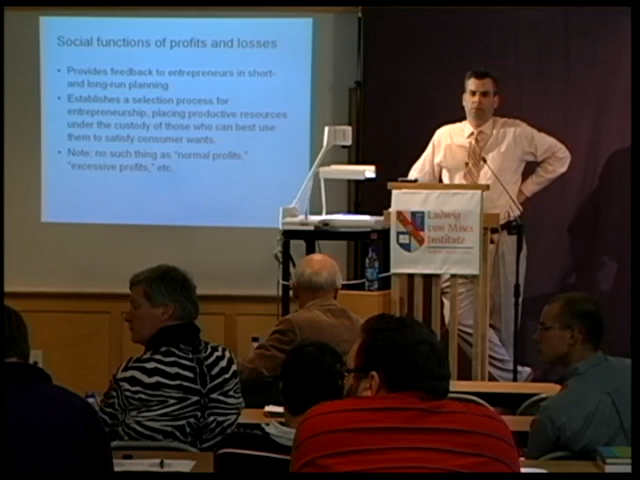 Social functions of profits and losses
• Provides feedback to entrepreneurs in short-
and long-run planning
• Establishes a selection process for
entrepreneurship, placing productive resources
under the custody of those who can best use
them to satisfy consumer wants.
• Note: no such thing as “normal profits,”
“excessive profits,” etc.
Ludwig
von Mises
Institute